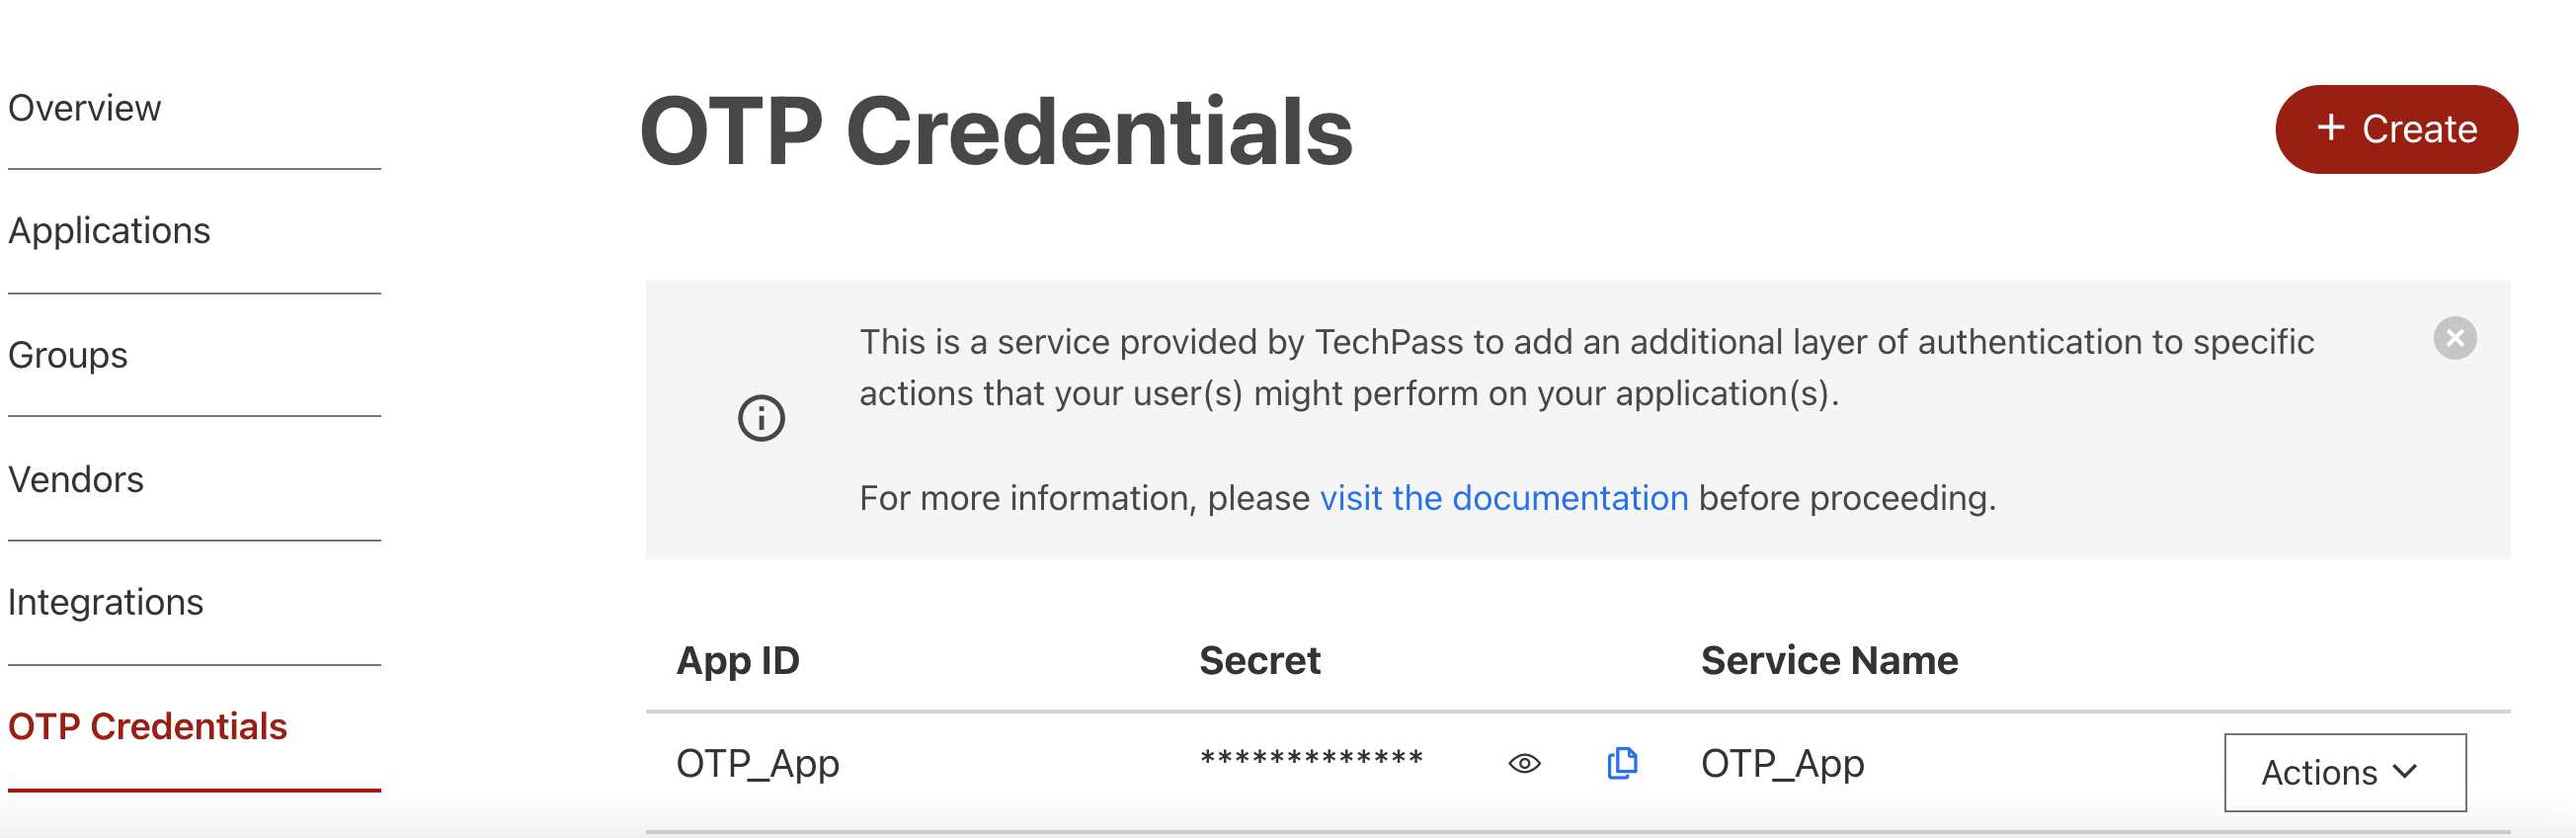 Overview
Applications
Groups
Vendors
Integrations
OTP Credentials
OTP Credentials
+ Create
This is a service provided by TechPass to add an additional layer of authentication to specific
actions that your user(s) might perform on your application(s).
For more information, please visit the documentation before proceeding.
App ID Secret Service Name
OTP_App ************* OTP_App Actions